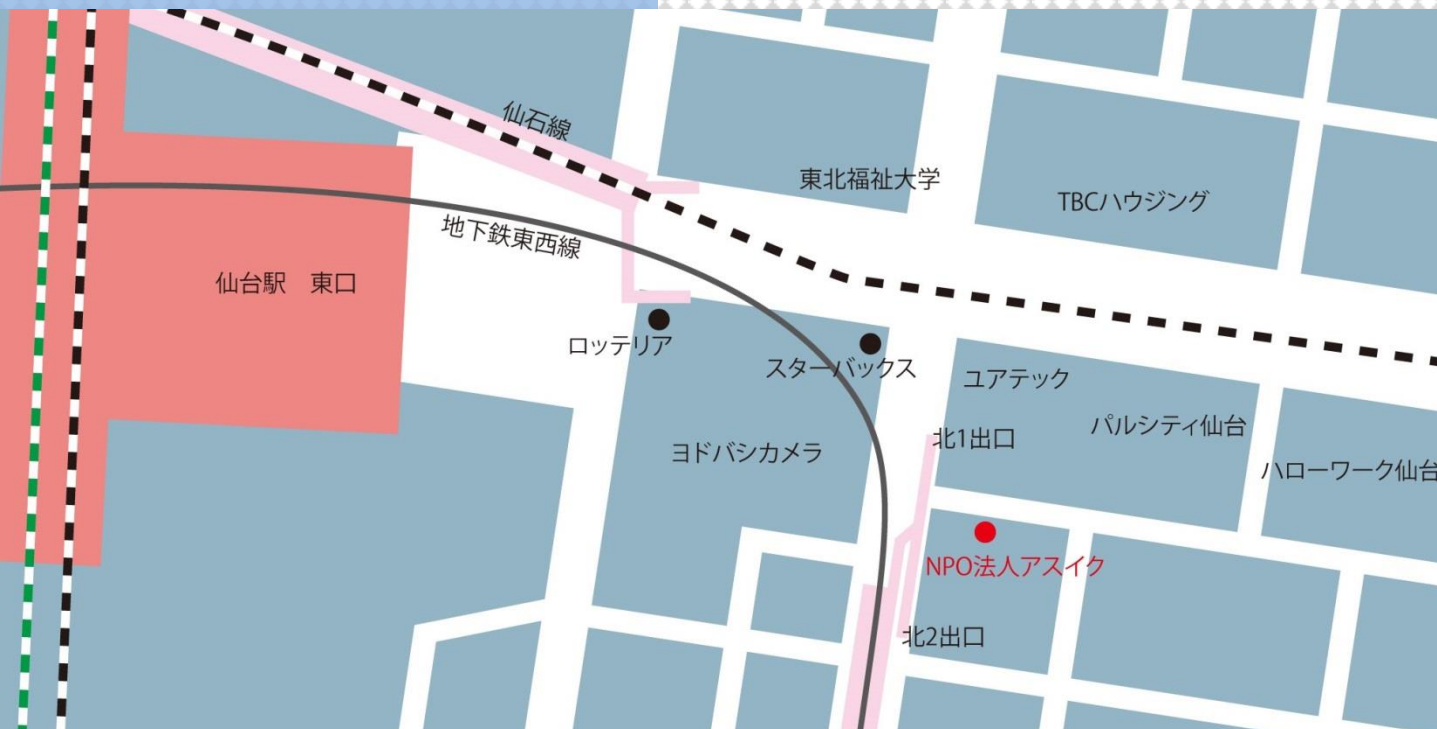 仙石線
東北福祉大学
TBCハウジング
地下鉄東西線
仙台駅　東口
ロッテリア
スターバックス
ユアテック
パルシティ仙台
北1出口
ヨドバシカメラ
ハローワーク仙台
NPO法人アスイク
北2出口